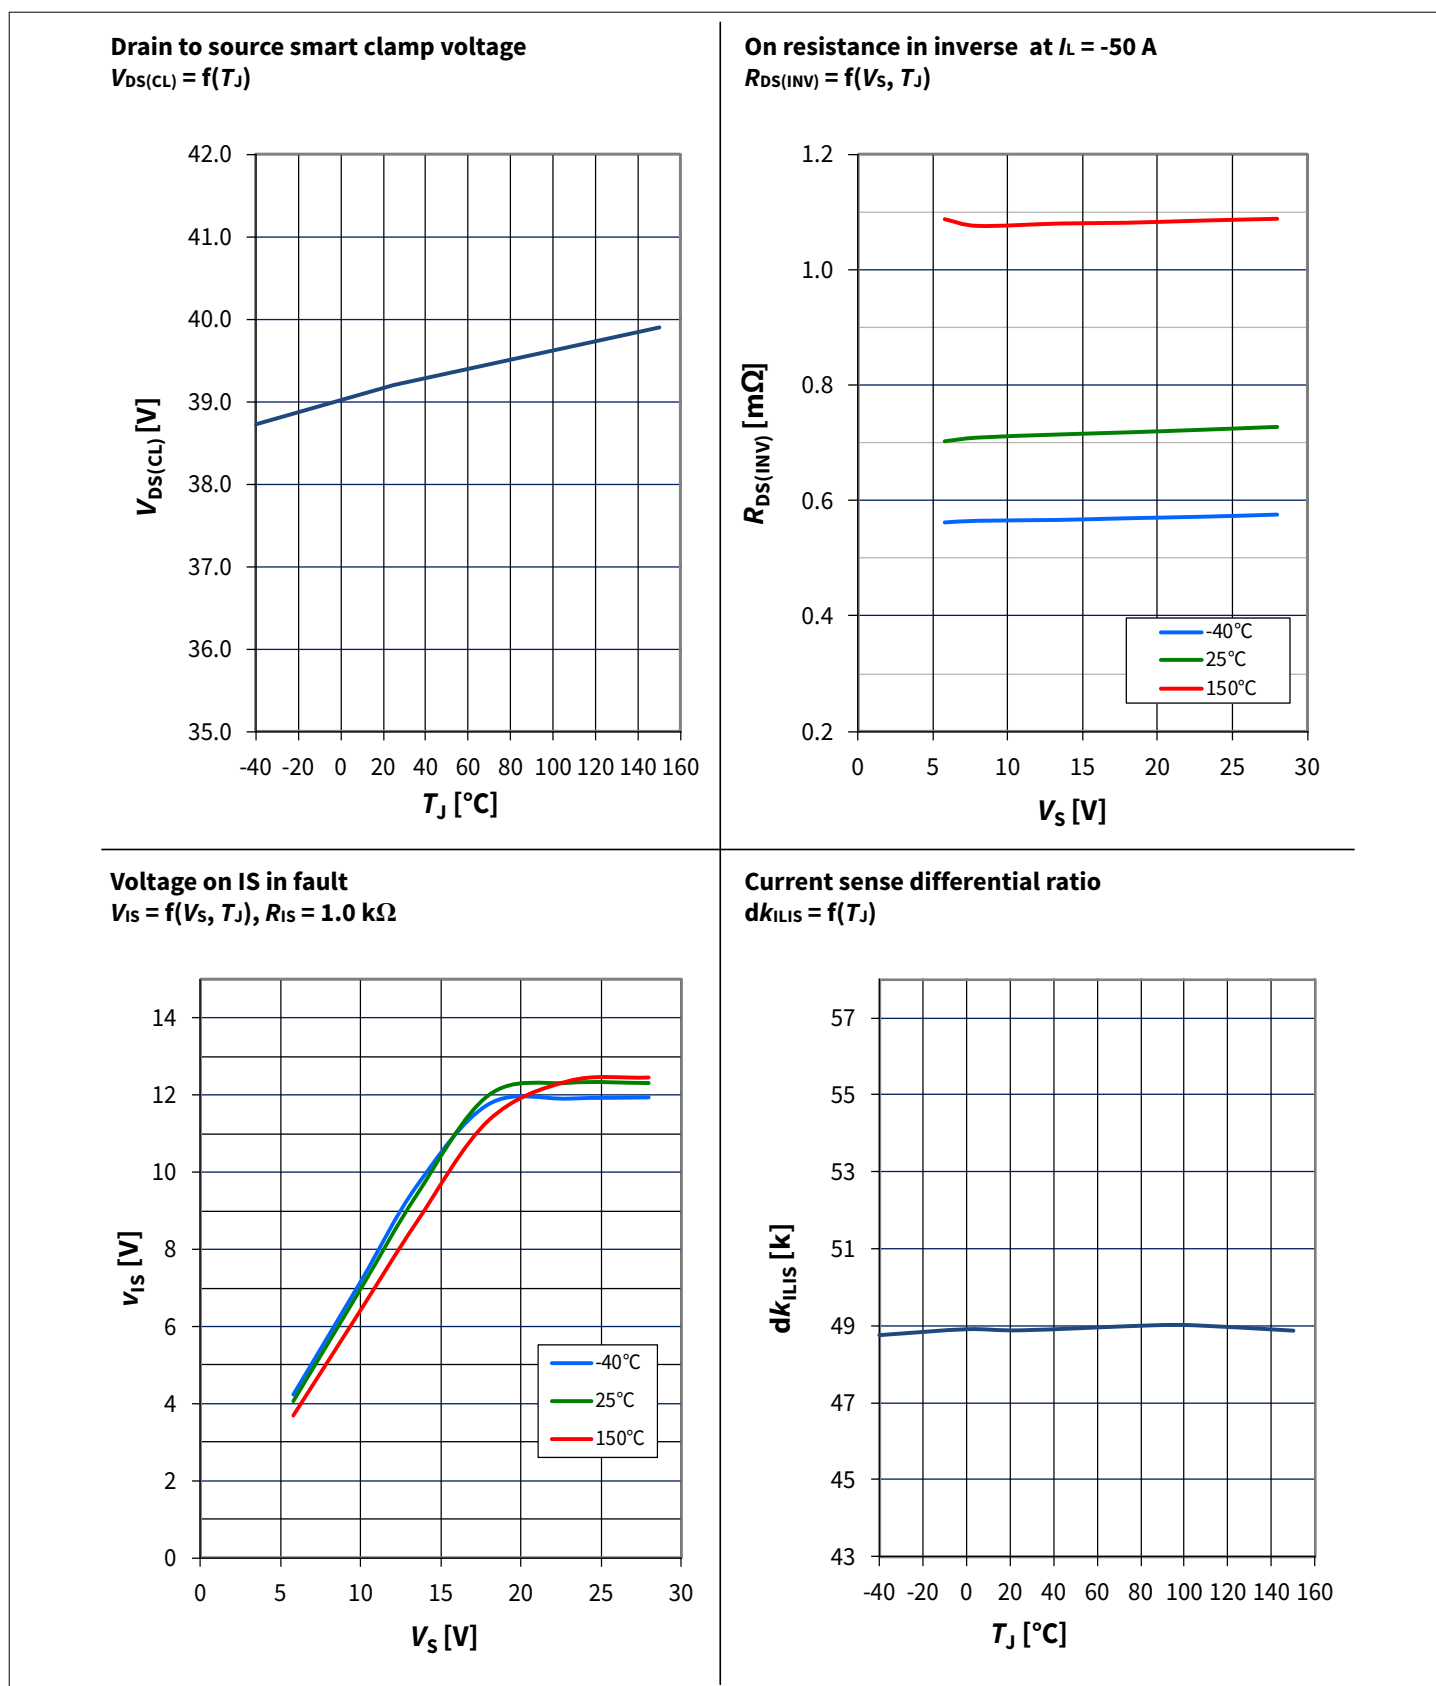 Drain to source smart clamp voltage
VDS(CL) = f(TJ)
42.0
41.0
40.0
39.0
38.0
37.0
36.0
35.0
VDS(CL) [V]
-40 -20 0 20 40 60 80 100 120 140 160
TJ [°C]
On resistance in inverse at IL = -50 A
RDS(INV) = f(VS, TJ)
1.2
1.0
0.8
0.6
0.4
0.2
RDS(INV) [mΩ]
-40°C
25°C
150°C
0 5 10 15 20 25 30
VS [V]
Voltage on IS in fault
VIS = f(VS, TJ), RIS = 1.0 kΩ
14
12
10
8
6
4
2
0
vIS [V]
-40°C
25°C
150°C
0 5 10 15 20 25 30
VS [V]
Current sense differential ratio
dkILIS = f(TJ)
57
55
53
51
49
47
45
43
dkILIS [k]
-40 -20 0 20 40 60 80 100 120 140 160
TJ [°C]